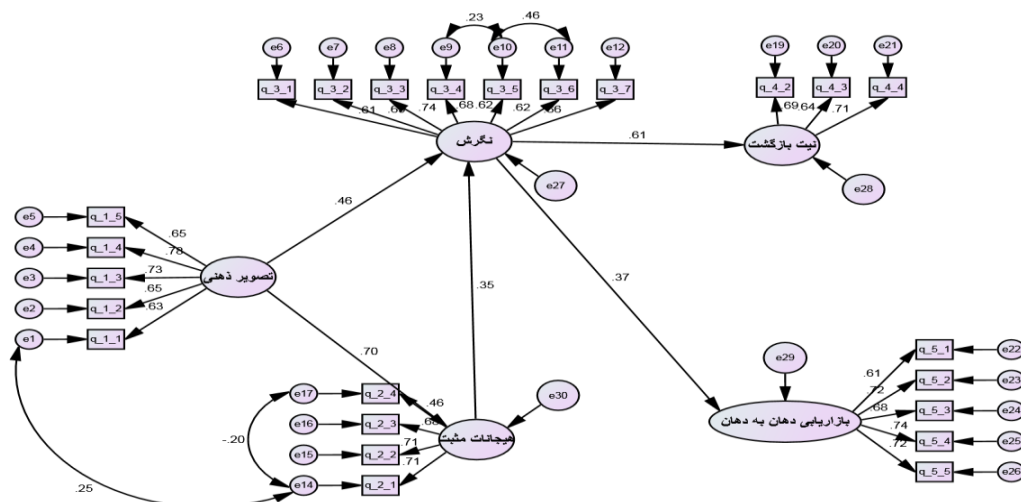 .23 .46
e6 e7 e8 e9 e10 e11 e12
q_3_1 q_3_2 q_3_3 q_3_4 q_3_5 q_3_6 q_3_7
.61 .74 .68 .62 .62
نگرش
e27
e19 e20 e21
q_4_2 q_4_3 q_4_4
.69 .64 .71
.61
نیت بازگشت
e28
.46
e5 q_1_5 .65
e4 q_1_4 .78
e3 q_1_3 .73
e2 q_1_2 .65
e1 q_1_1 .63
تصویر ذهنی
.35
.37
.70
e29
e30
e17 q_2_4 .46
e16 q_2_3 .68
e15 q_2_2 .71
e14 q_2_1 .71
هیجانات مثبت
-.20
.25
بازاریابی دهان به دهان
.61 q_5_1 e22
.72 q_5_2 e23
.68 q_5_3 e24
.74 q_5_4 e25
.72 q_5_5 e26